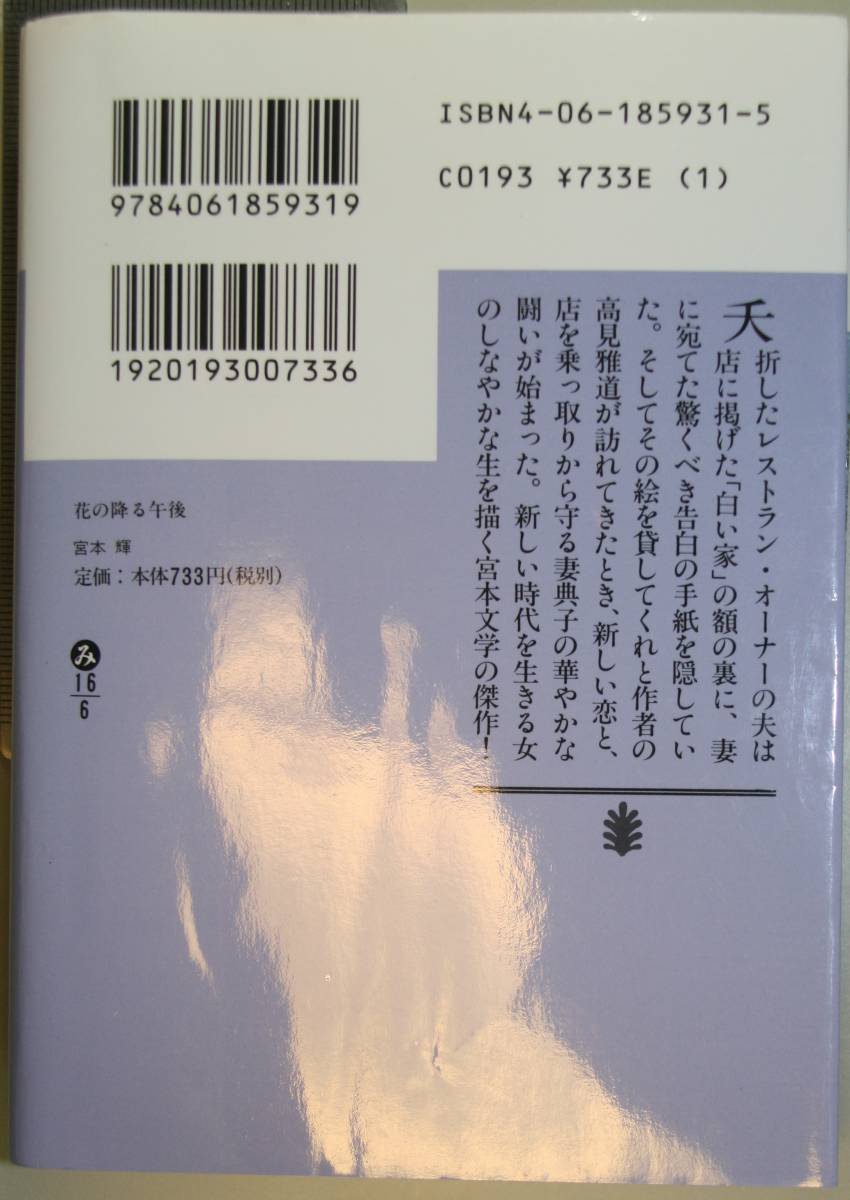 ISBN4-06-185931-5
C0193 ¥733E (1)
9784061859319
1920193007336
夭折したレストラン・オーナーの夫は
店に掲げた「白い家」の額の裏に、妻
に宛てた驚くべき告白の手紙を隠してい
た。そしてその絵を貸してくれと作者の
高見雅道が訪れてきたとき、新しい恋と、
店を乗っ取りから守る妻典子の華やかな
闘いが始まった。新しい時代を生きる女
のしなやかな生を描く宮本文学の傑作！
花の降る午後
宮本 輝
定価：本体733円(税別)
み
16
6